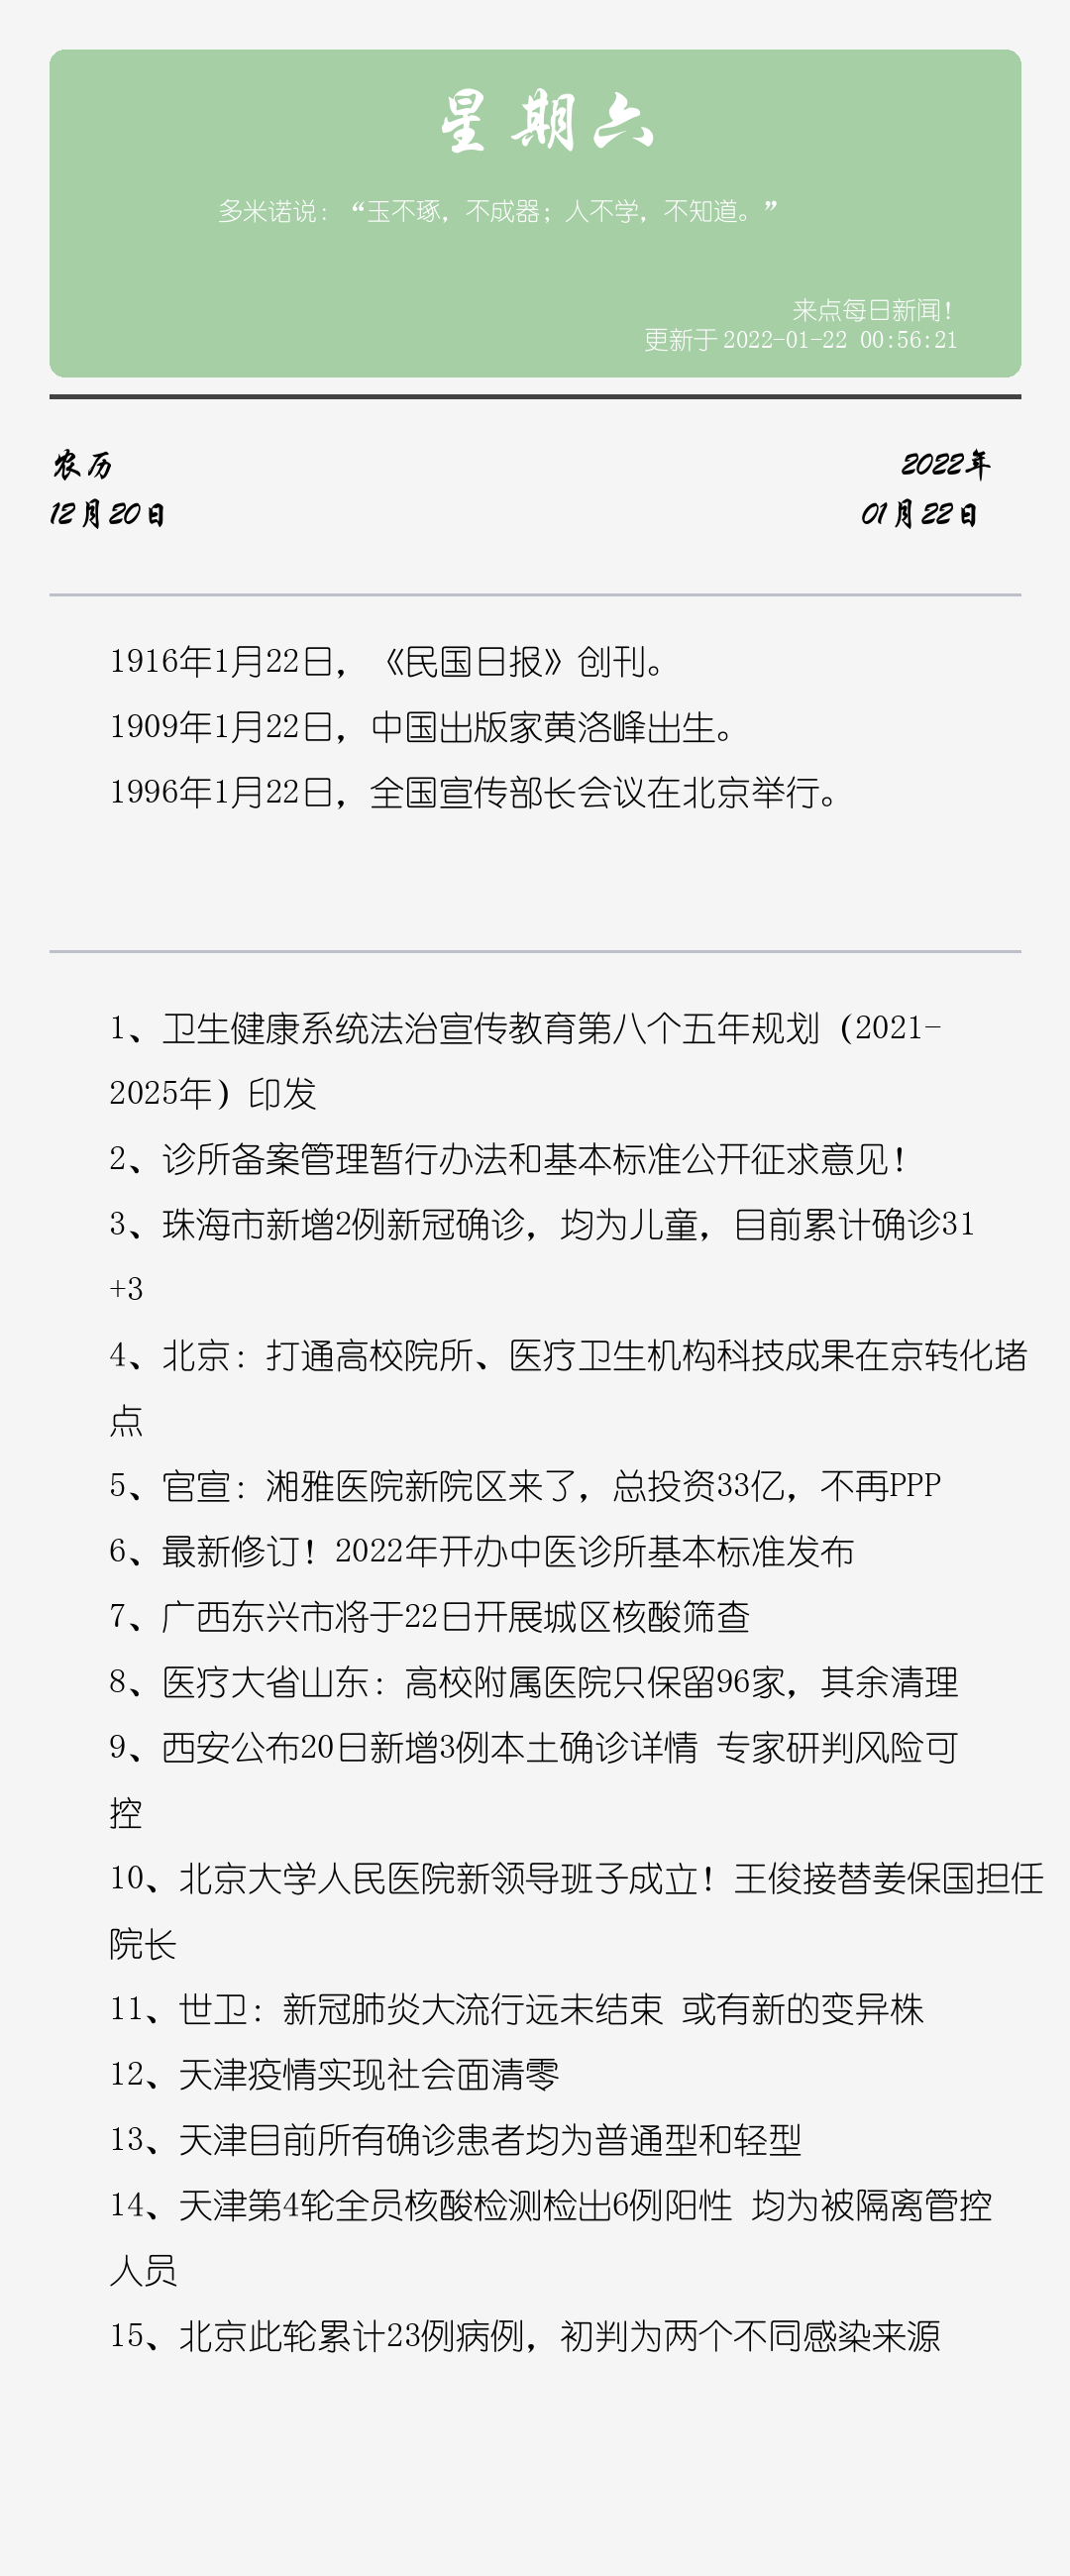 星期六
多米诺说：“玉不琢，不成器；人不学，不知道。”
来点每日新闻！
更新于 2022-01-22 00:56:21
农历
2022年
12月20日
01月22日
1916年1月22日，《民国日报》创刊。
1909年1月22日，中国出版家黄洛峰出生。
1996年1月22日，全国宣传部长会议在北京举行。
1、卫生健康系统法治宣传教育第八个五年规划（2021-
2025年）印发
2、诊所备案管理暂行办法和基本标准公开征求意见！
3、珠海市新增2例新冠确诊，均为儿童，目前累计确诊31
+3
4、北京：打通高校院所、医疗卫生机构科技成果在京转化堵
点
5、官宣：湘雅医院新院区来了，总投资33亿，不再PPP
6、最新修订！2022年开办中医诊所基本标准发布
7、广西东兴市将于22日开展城区核酸筛查
8、医疗大省山东：高校附属医院只保留96家，其余清理
9、西安公布20日新增3例本土确诊详情 专家研判风险可
控
10、北京大学人民医院新领导班子成立！王俊接替姜保国担任
院长
11、世卫：新冠肺炎大流行远未结束 或有新的变异株
12、天津疫情实现社会面清零
13、天津目前所有确诊患者均为普通型和轻型
14、天津第4轮全员核酸检测检出6例阳性 均为被隔离管控
人员
15、北京此轮累计23例病例，初判为两个不同感染来源